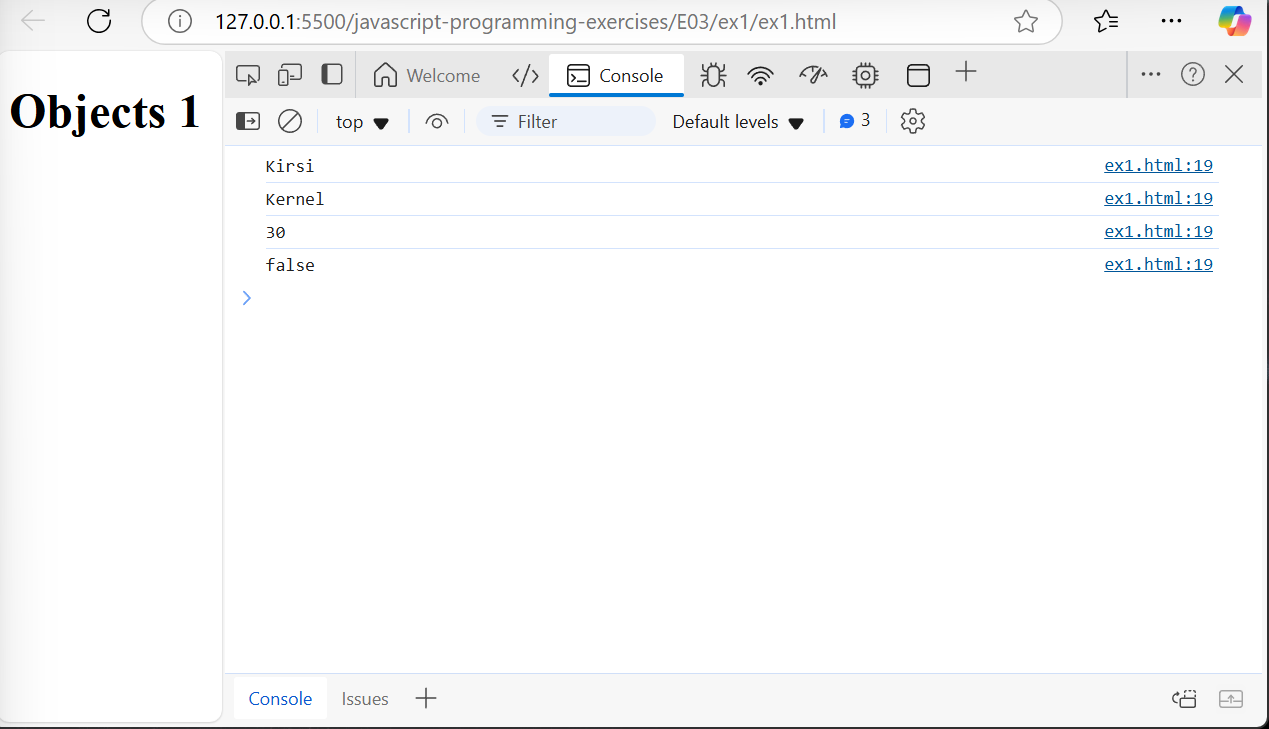 127.0.0.1:5500/javascript-programming-exercises/E03/ex1/ex1.html
Objects 1
Welcome
Console
top
Filter
Default levels
3
Kirsi ex1.html:19
Kernel ex1.html:19
30 ex1.html:19
false ex1.html:19
Console Issues